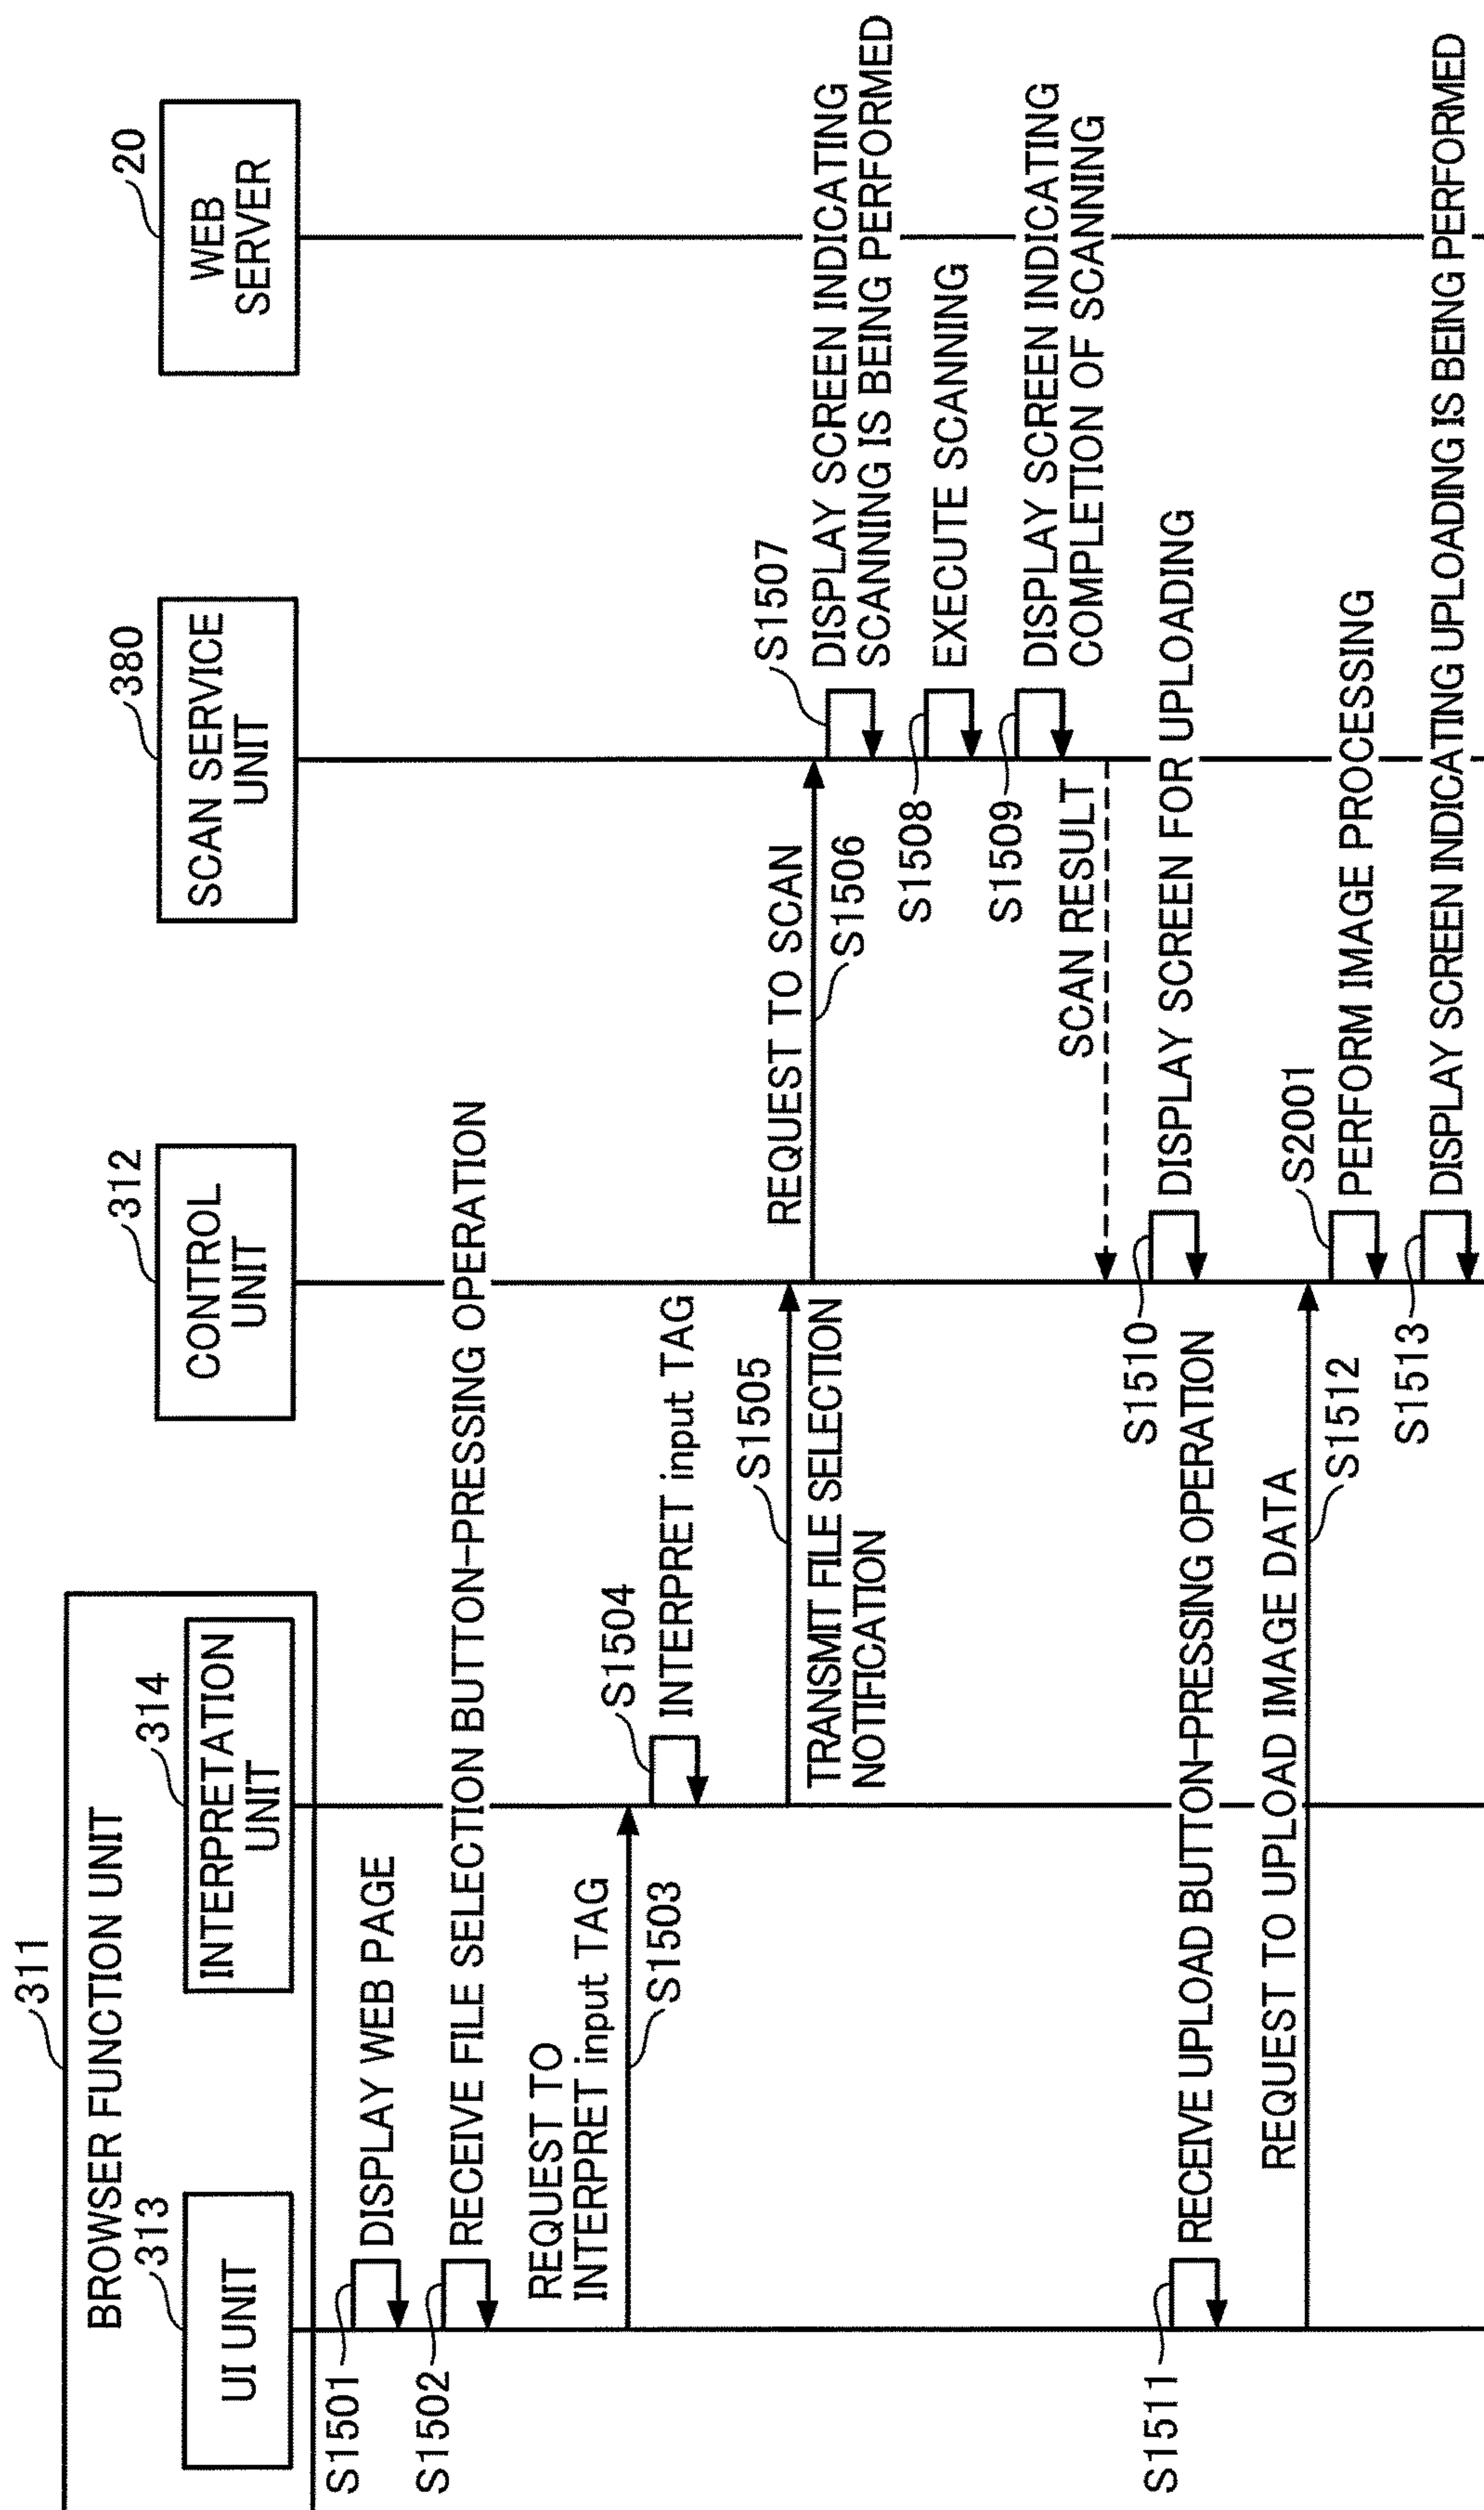 311
BROWSER FUNCTION UNIT
313
UI UNIT
314
INTERPRETATION
UNIT
312
CONTROL
UNIT
380
SCAN SERVICE
UNIT
20
WEB
SERVER
S1501
DISPLAY WEB PAGE
S1502
RECEIVE FILE SELECTION BUTTON-PRESSING OPERATION
REQUEST TO
INTERPRET input TAG
S1503
S1504
INTERPRET input TAG
S1505
TRANSMIT FILE SELECTION
NOTIFICATION
REQUEST TO SCAN
S1506
S1507
DISPLAY SCREEN INDICATING
SCANNING IS BEING PERFORMED
S1508
EXECUTE SCANNING
S1509
DISPLAY SCREEN INDICATING
COMPLETION OF SCANNING
SCAN RESULT
S1510
DISPLAY SCREEN FOR UPLOADING
S1511
RECEIVE UPLOAD BUTTON-PRESSING OPERATION
REQUEST TO UPLOAD IMAGE DATA
S1512
S2001
PERFORM IMAGE PROCESSING
S1513
DISPLAY SCREEN INDICATING UPLOADING IS BEING PERFORMED